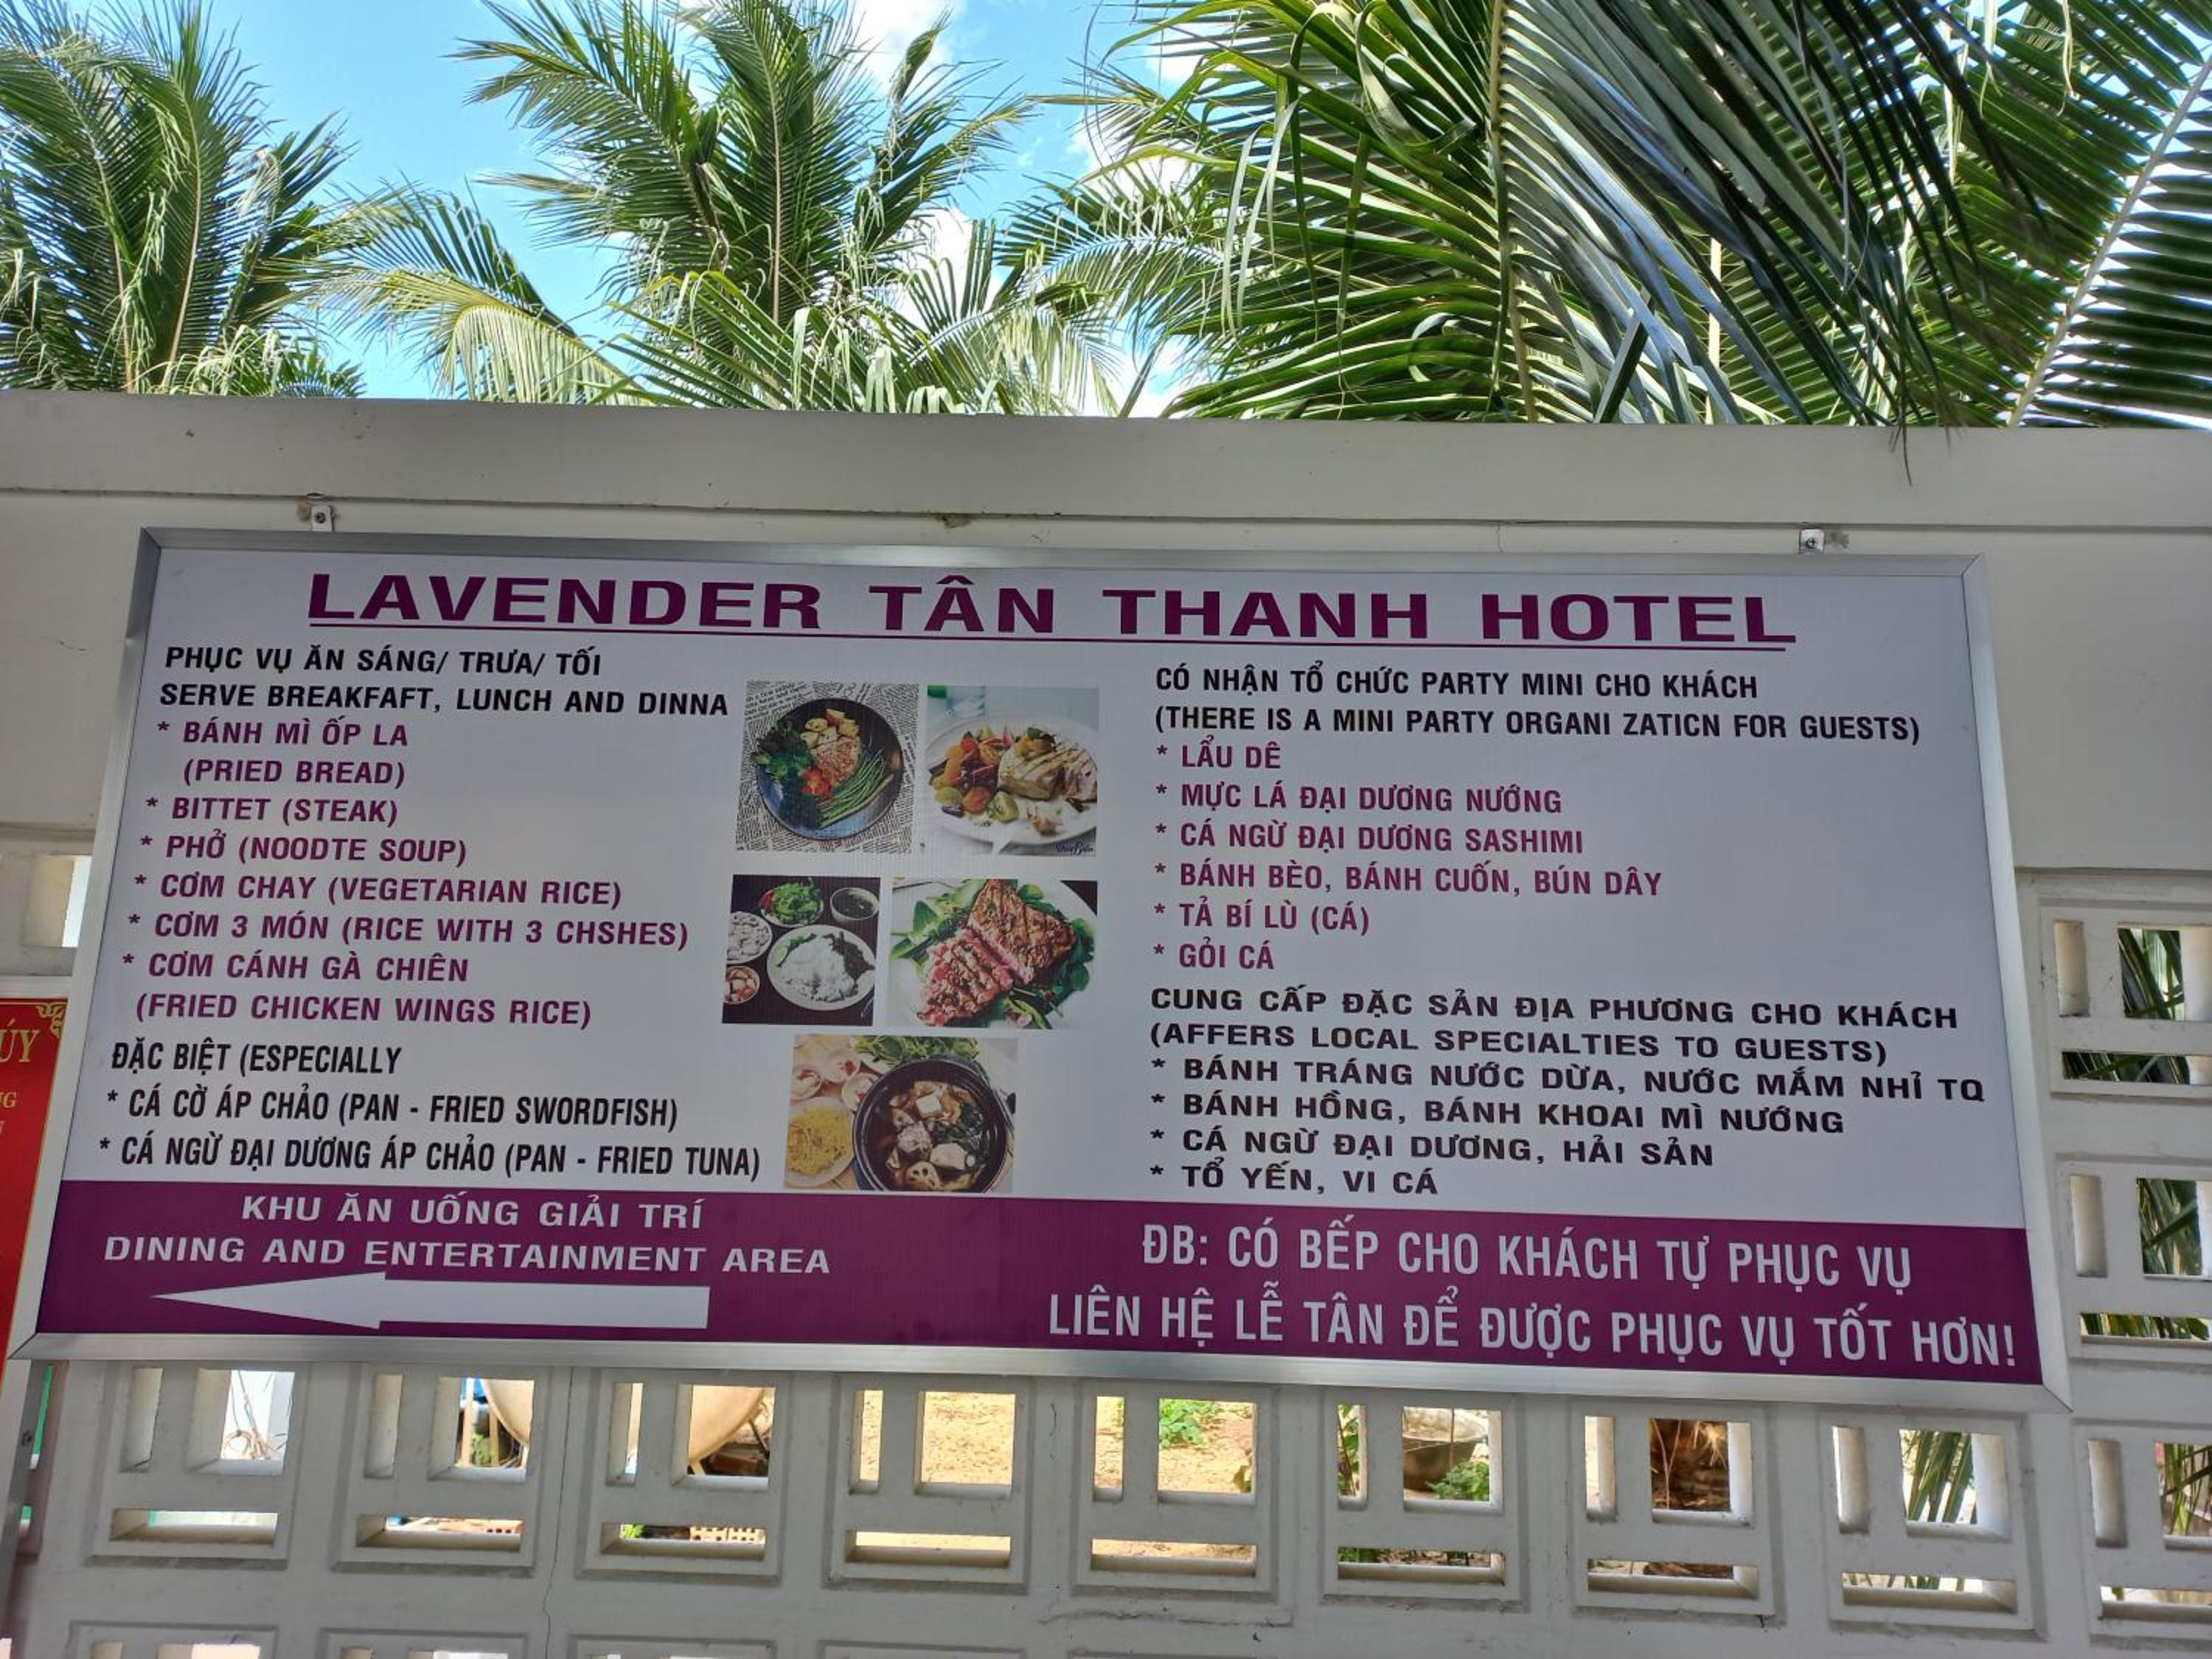 LAVENDER TÂN THANH HOTEL
PHỤC VỤ ĂN SÁNG/ TRƯA/ TỐI
SERVE BREAKFAFT, LUNCH AND DINNA
* BÁNH MÌ ỐP LA
(PRIED BREAD)
* BITTET (STEAK)
* PHỞ (NOODTE SOUP)
* CƠM CHAY (VEGETARIAN RICE)
* CƠM 3 MÓN (RICE WITH 3 CHSHES)
* CƠM CÁNH GÀ CHIÊN
(FRIED CHICKEN WINGS RICE)
ĐẶC BIỆT (ESPECIALLY
* CÁ CỜ ÁP CHẢO (PAN - FRIED SWORDFISH)
* CÁ NGỪ ĐẠI DƯƠNG ÁP CHẢO (PAN - FRIED TUNA)
KHU ĂN UỐNG GIẢI TRÍ
DINING AND ENTERTAINMENT AREA
CÓ NHẬN TỔ CHỨC PARTY MINI CHO KHÁCH
(THERE IS A MINI PARTY ORGANI ZATICN FOR GUESTS)
* LẨU DÊ
* MỰC LÁ ĐẠI DƯƠNG NƯỚNG
* CÁ NGỪ ĐẠI DƯƠNG SASHIMI
* BÁNH BÈO, BÁNH CUỐN, BÚN DÂY
* TẢ BÍ LÙ (CÁ)
* GỎI CÁ
CUNG CẤP ĐẶC SẢN ĐỊA PHƯƠNG CHO KHÁCH
(AFFERS LOCAL SPECIALTIES TO GUESTS)
* BÁNH TRÁNG NƯỚC DỪA, NƯỚC MẮM NHỈ TQ
* BÁNH HỒNG, BÁNH KHOAI MÌ NƯỚNG
* CÁ NGỪ ĐẠI DƯƠNG, HẢI SẢN
* TỔ YẾN, VI CÁ
ĐB: CÓ BẾP CHO KHÁCH TỰ PHỤC VỤ
LIÊN HỆ LỄ TÂN ĐỂ ĐƯỢC PHỤC VỤ TỐT HƠN!